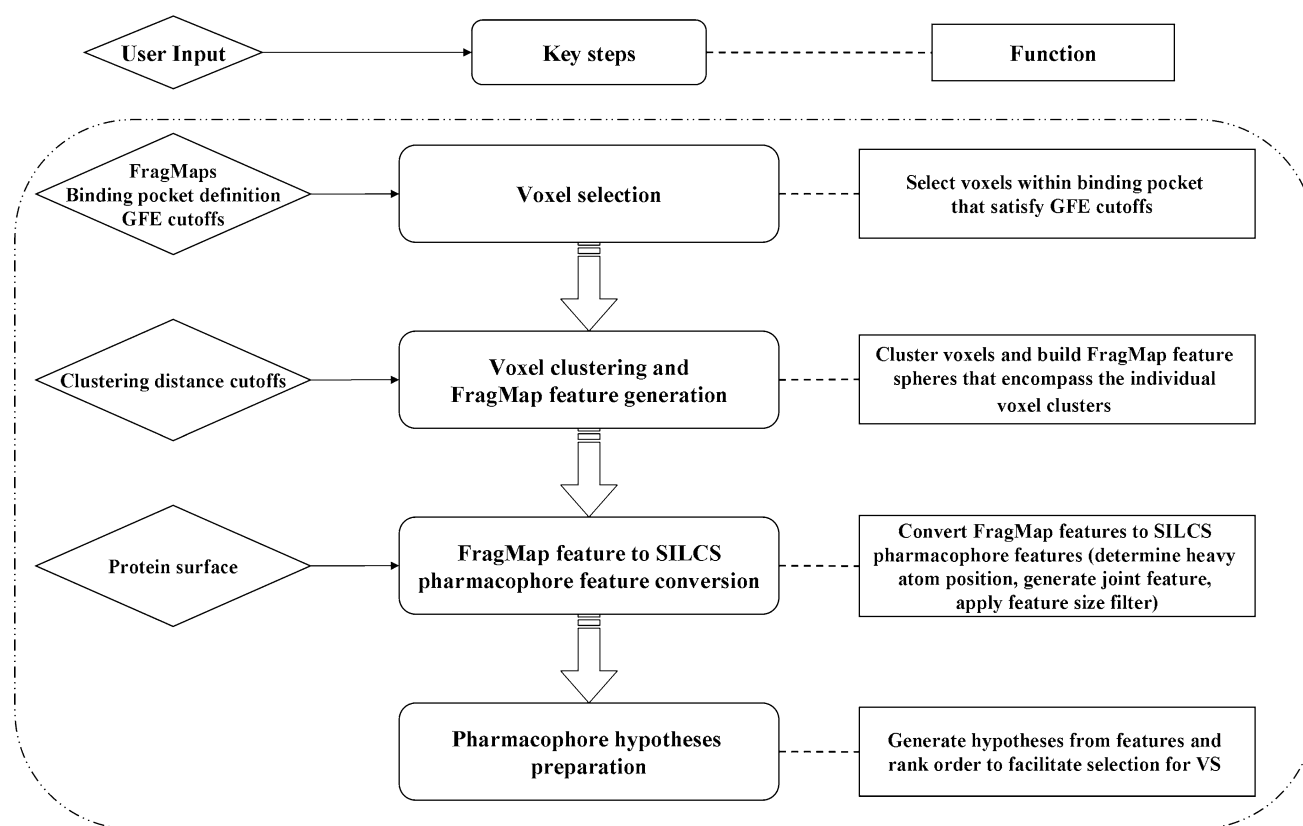 User Input
Key steps
Function
FragMaps
Binding pocket definition
GFE cutoffs
Voxel selection
Select voxels within binding pocket
that satisfy GFE cutoffs
Clustering distance cutoffs
Voxel clustering and
FragMap feature generation
Cluster voxels and build FragMap feature
spheres that encompass the individual
voxel clusters
Protein surface
FragMap feature to SILCS
pharmacophore feature conversion
Convert FragMap features to SILCS
pharmacophore features (determine heavy
atom position, generate joint feature,
apply feature size filter)
Pharmacophore hypotheses
preparation
Generate hypotheses from features and
rank order to facilitate selection for VS